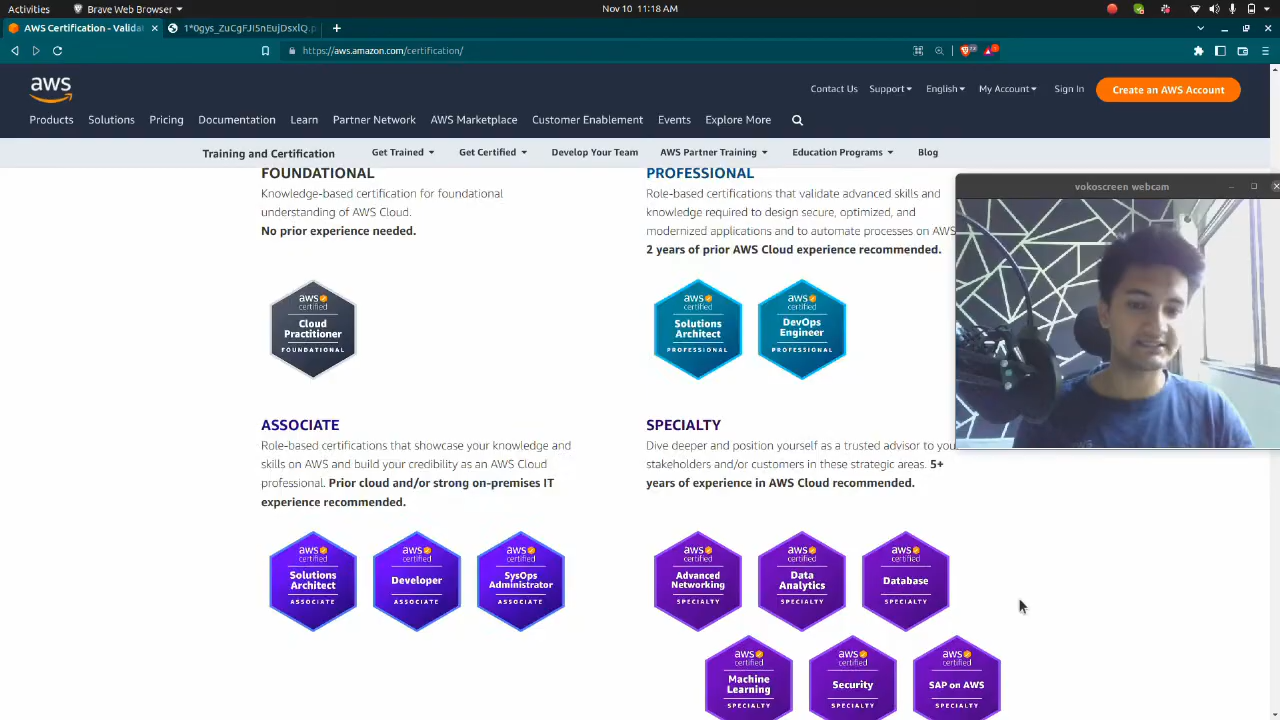 Activities
Brave Web Browser
Nov 10 11:18 AM
AWS Certification - Valida
1*0gys_ZuCgFJI5nEujDsxlQ.p
https://aws.amazon.com/certification/
aws
Contact Us Support English My Account Sign In Create an AWS Account
Products Solutions Pricing Documentation Learn Partner Network AWS Marketplace Customer Enablement Events Explore More
Training and Certification Get Trained Get Certified Develop Your Team AWS Partner Training Education Programs Blog
FOUNDATIONAL
Knowledge-based certification for foundational
understanding of AWS Cloud.
No prior experience needed.
aws
certified
Cloud
Practitioner
FOUNDATIONAL
PROFESSIONAL
Role-based certifications that validate advanced skills and
knowledge required to design secure, optimized, and
modernized applications and to automate processes on AWS
2 years of prior AWS Cloud experience recommended.
aws
certified
Solutions
Architect
PROFESSIONAL
aws
certified
DevOps
Engineer
PROFESSIONAL
vokoscreen webcam
ASSOCIATE
Role-based certifications that showcase your knowledge and
skills on AWS and build your credibility as an AWS Cloud
professional. Prior cloud and/or strong on-premises IT
experience recommended.
aws
certified
Solutions
Architect
ASSOCIATE
aws
certified
Developer
ASSOCIATE
aws
certified
SysOps
Administrator
ASSOCIATE
SPECIALTY
Dive deeper and position yourself as a trusted advisor to you
stakeholders and/or customers in these strategic areas. 5+
years of experience in AWS Cloud recommended.
aws
certified
Advanced
Networking
SPECIALTY
aws
certified
Data
Analytics
SPECIALTY
aws
certified
Database
SPECIALTY
aws
certified
Machine
Learning
SPECIALTY
aws
certified
Security
SPECIALTY
aws
certified
SAP on AWS
SPECIALTY